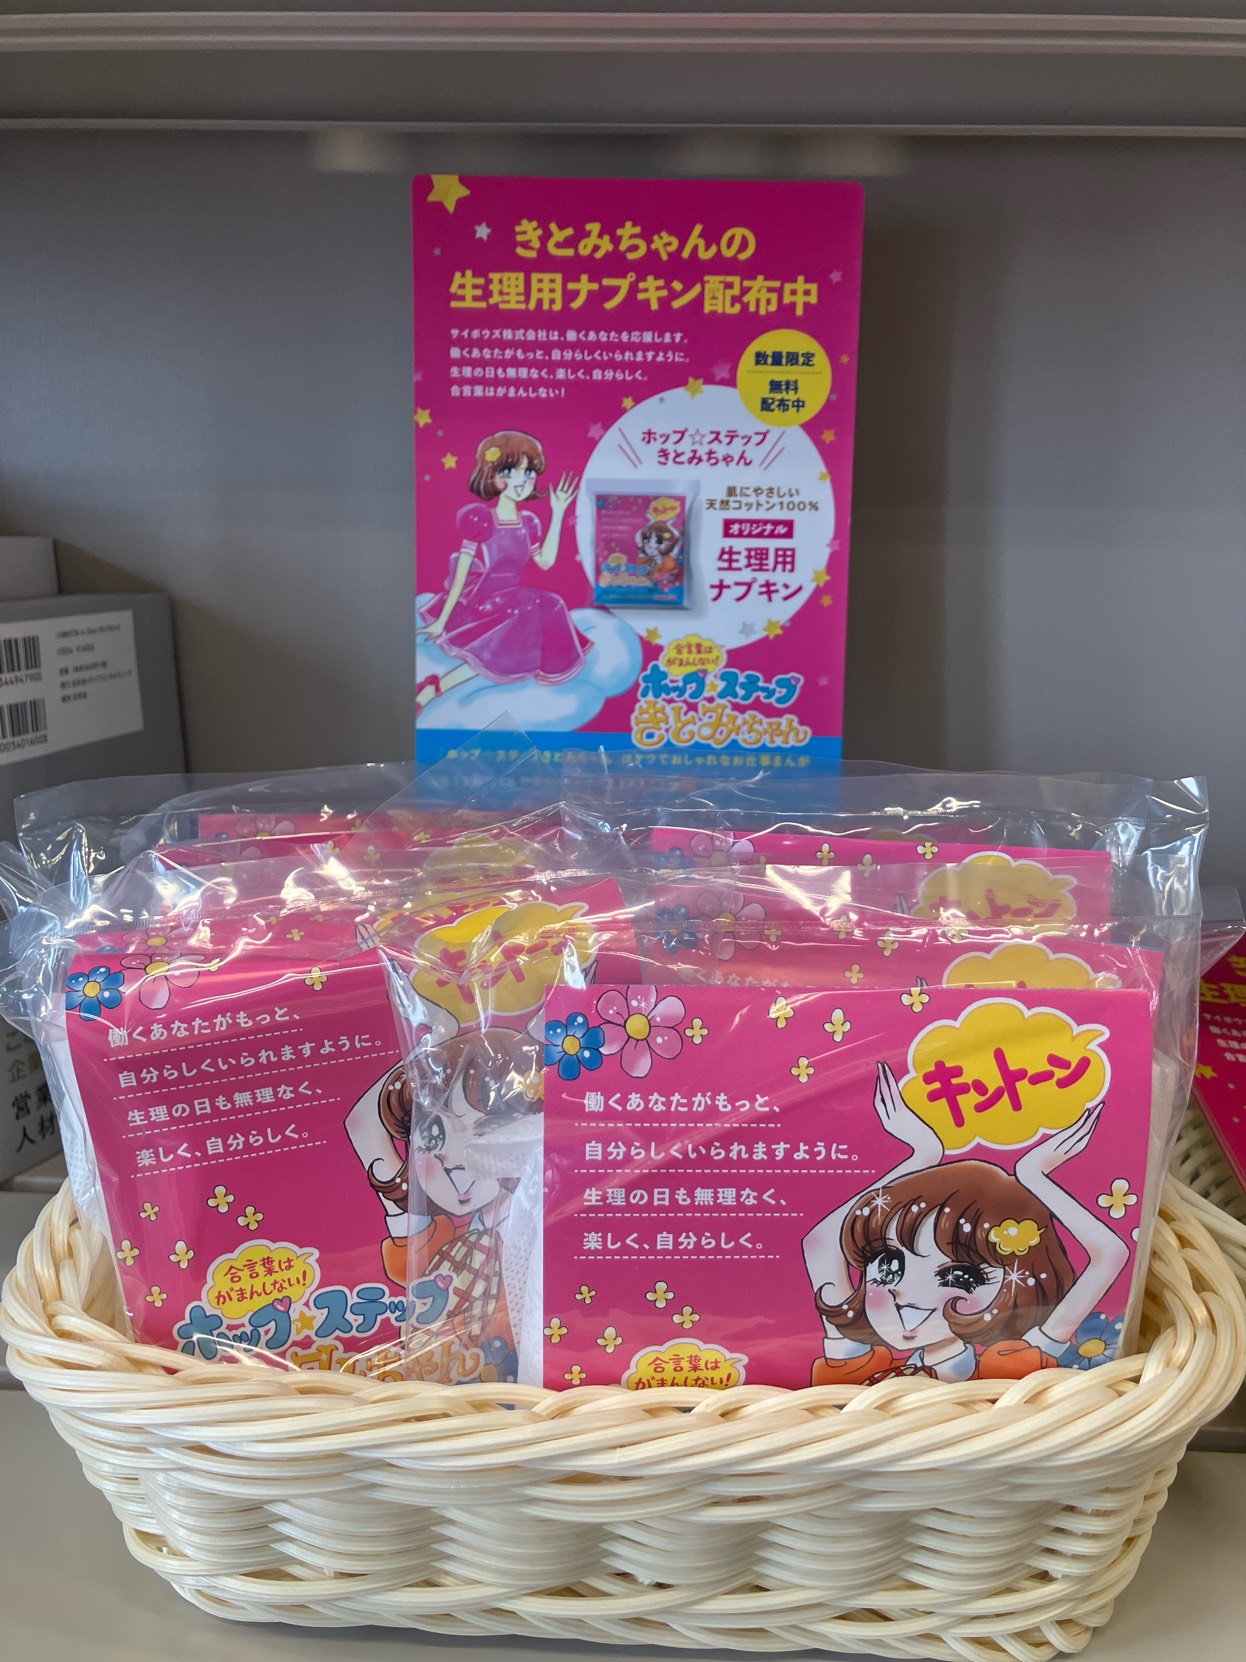 きとみちゃんの
生理用ナプキン配布中
サイボウズ株式会社は、働くあなたを応援します。
働くあなたがもっと、自分らしくいられますように。
生理の日も無理なく、楽しく、自分らしく。
合言葉はがまんしない!
数量限定
無料
配布中
ホップ☆ステップ
きとみちゃん
肌にやさしい
天然コットン100%
オリジナル
生理用
ナプキン
合言葉は
がまんしない!
ホップ★ステップ
きとみちゃん
キントーン
働くあなたがもっと、
自分らしくいられますように。
生理の日も無理なく、
楽しく、自分らしく。
合言葉は
がまんしない!
ホップ★ステップ
キントーン
働くあなたがもっと、
自分らしくいられますように。
生理の日も無理なく、
楽しく、自分らしく。
合言葉は
がまんしない!
営業
人材